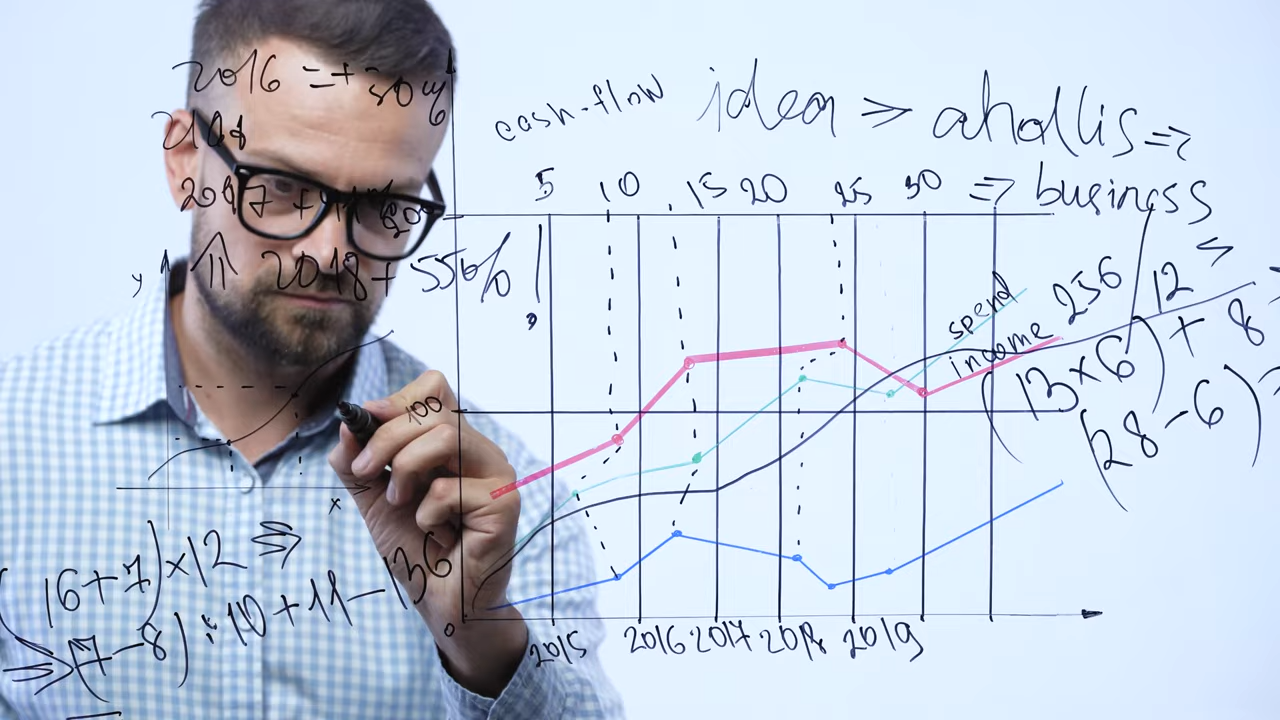 2016 = + 30
cash-flow idea => ahallis =>
5 10 15 20 25 30 => business
2017 +
2018 + 55%!
y
spend
income
256 / 12
(13×6) + 8
(28-6)
100
x
(16+7) × 12 =>
=> (7-8) : 10 + 11 - 136
0
2015 2016 2017 2018 2019